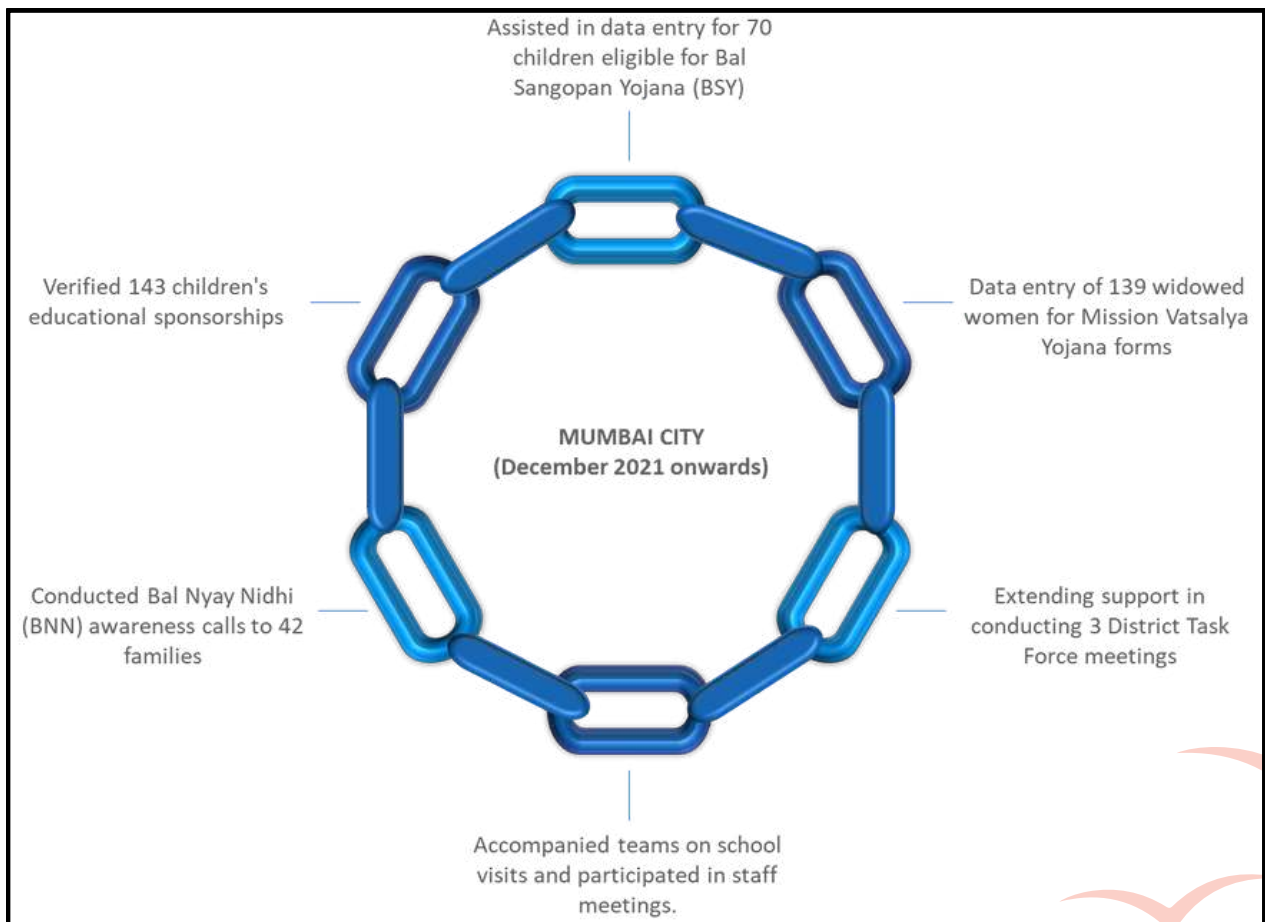 Assisted in data entry for 70
children eligible for Bal
Sangopan Yojana (BSY)
Verified 143 children's
educational sponsorships
Data entry of 139 widowed
women for Mission Vatsalya
Yojana forms
MUMBAI CITY
(December 2021 onwards)
Conducted Bal Nyay Nidhi
(BNN) awareness calls to 42
families
Extending support in
conducting 3 District Task
Force meetings
Accompanied teams on school
visits and participated in staff
meetings.